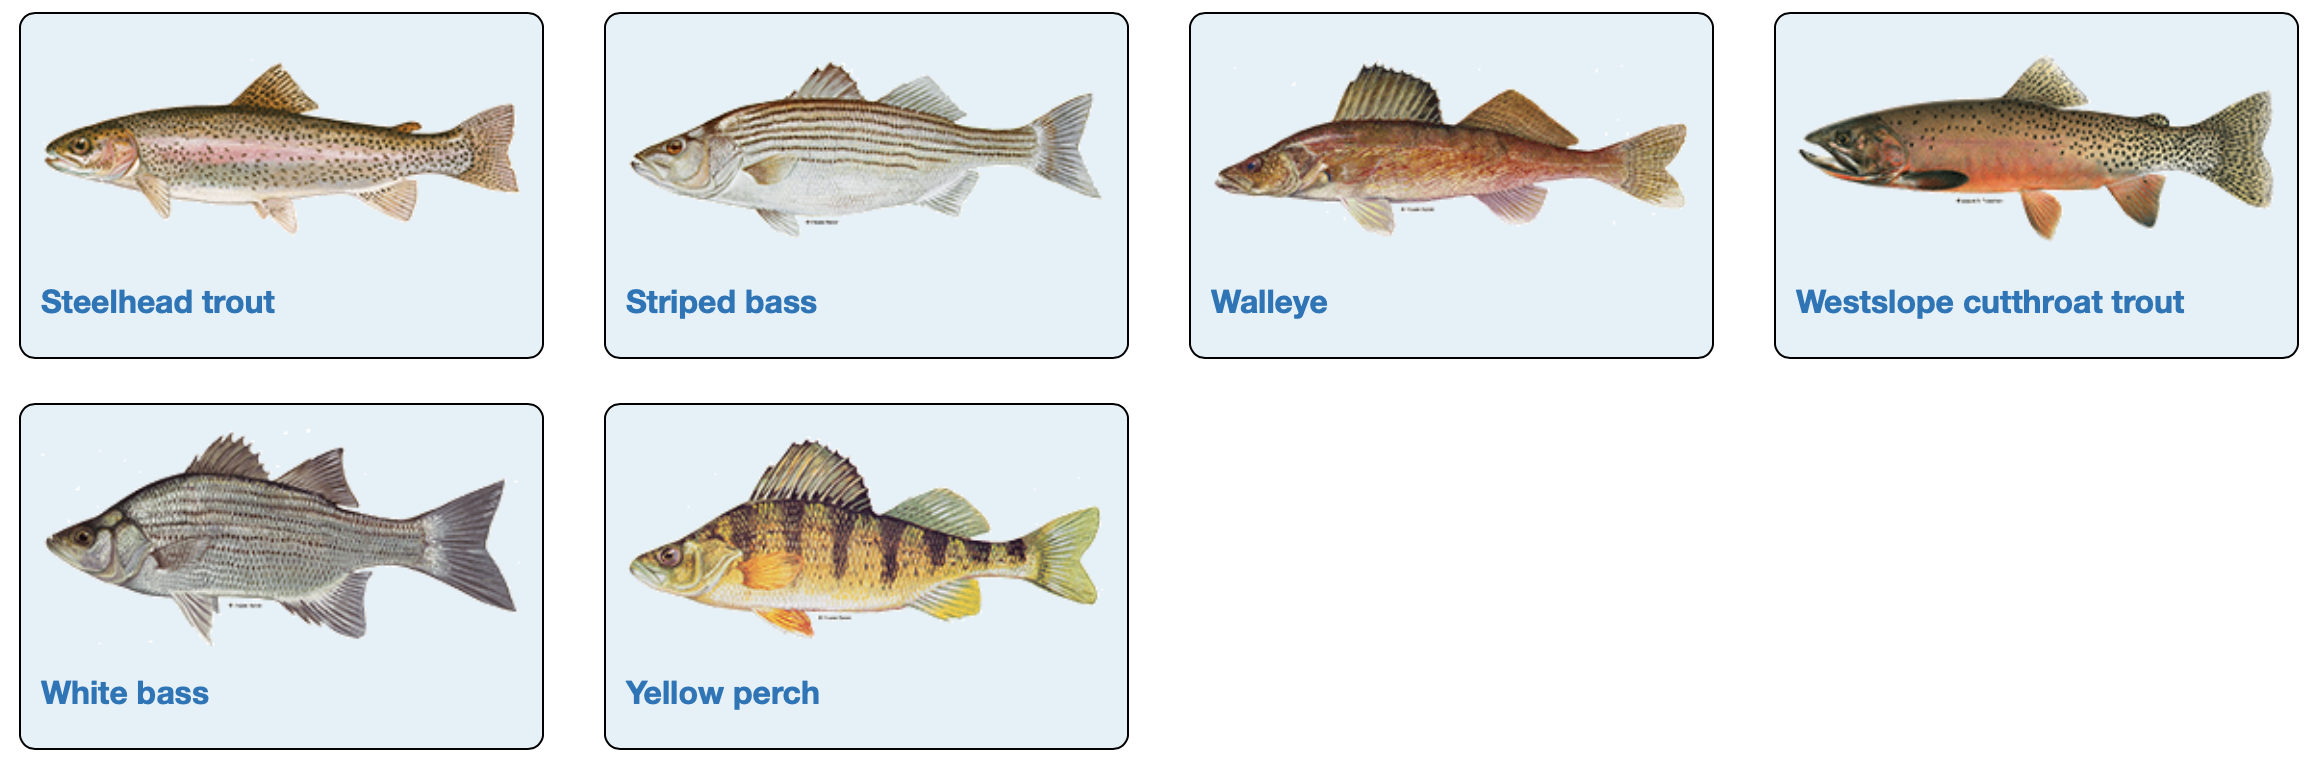 Steelhead trout
Striped bass
Walleye
Westslope cutthroat trout
White bass
Yellow perch